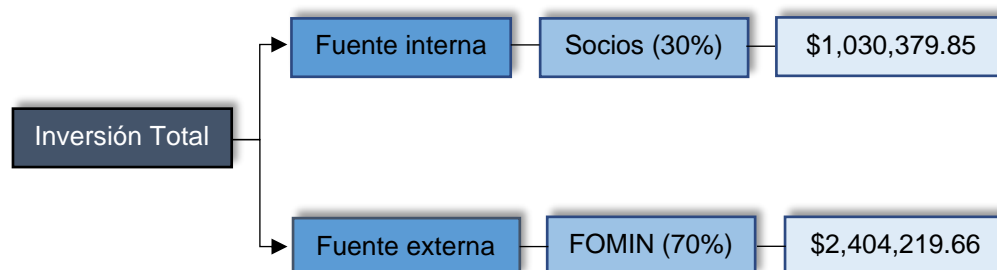 Fuente interna
Socios (30%)
$1,030,379.85
Inversión Total
Fuente externa
FOMIN (70%)
$2,404,219.66